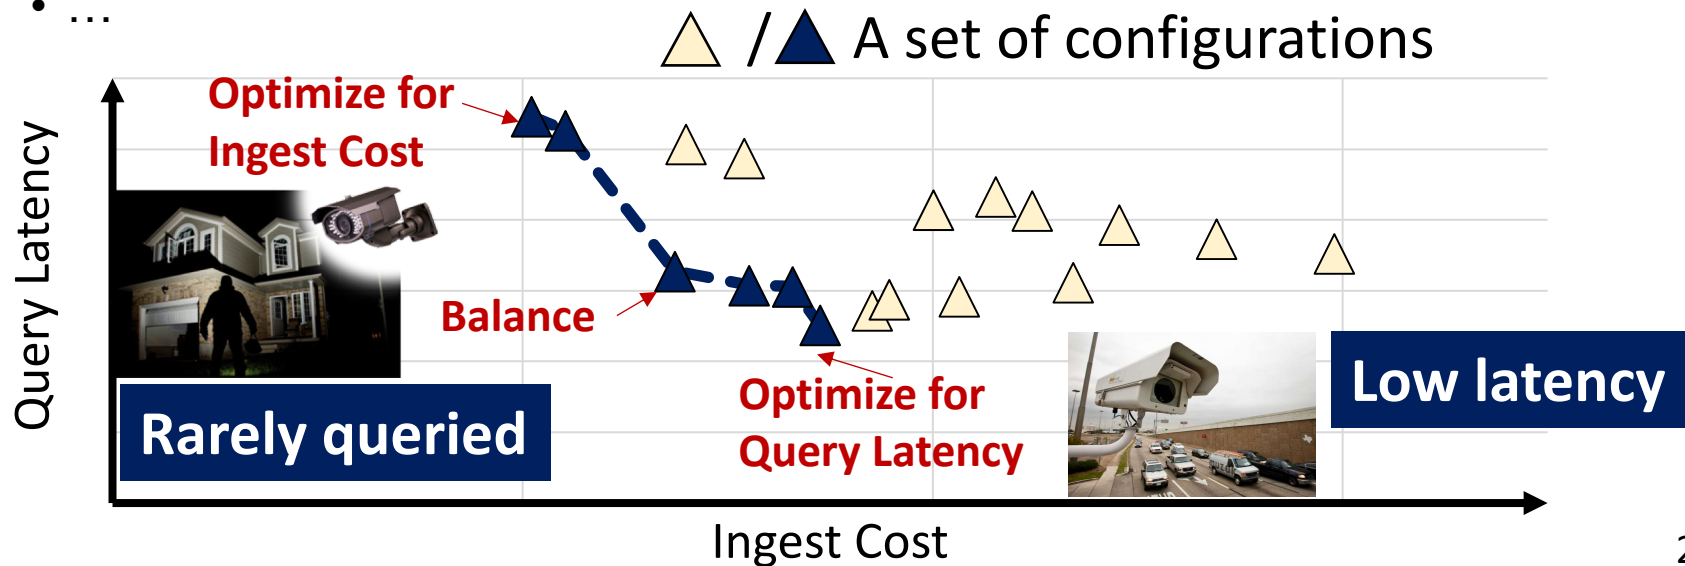 • ...
/ A set of configurations
Optimize for
Ingest Cost
Query Latency
Balance
Rarely queried
Optimize for
Query Latency
Low latency
Ingest Cost